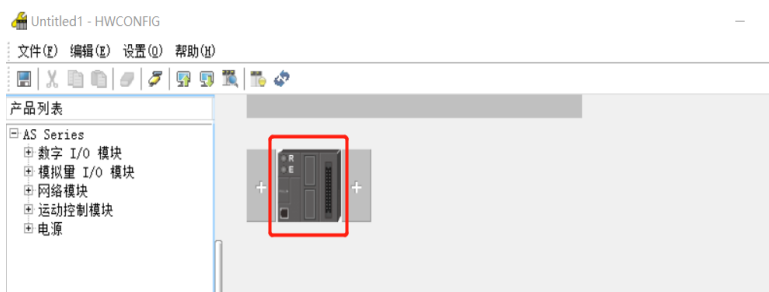 Untitled1 - HWCONFIG
文件(F) 编辑(E) 设置(O) 帮助(H)
产品列表
AS Series
数字 I/O 模块
模拟量 I/O 模块
网络模块
运动控制模块
电源
R
E